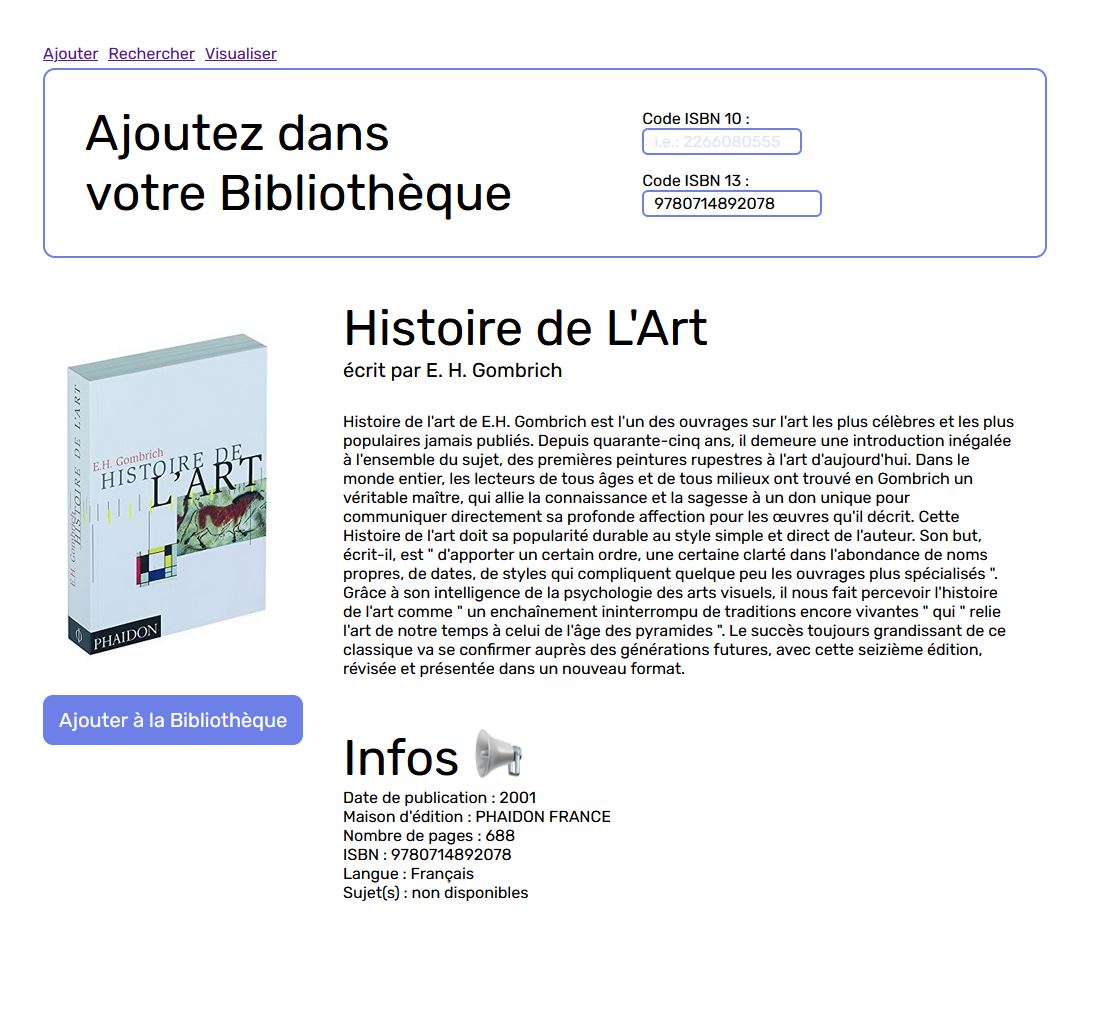 Ajouter Rechercher Visualiser
Ajoutez dans
votre Bibliothèque
Code ISBN 10 :
i.e.: 2266080555
Code ISBN 13 :
9780714892078
Histoire de L'Art
écrit par E. H. Gombrich
Histoire de l'art de E.H. Gombrich est l'un des ouvrages sur l'art les plus célèbres et les plus
populaires jamais publiés. Depuis quarante-cinq ans, il demeure une introduction inégalée
à l'ensemble du sujet, des premières peintures rupestres à l'art d'aujourd'hui. Dans le
monde entier, les lecteurs de tous âges et de tous milieux ont trouvé en Gombrich un
véritable maître, qui allie la connaissance et la sagesse à un don unique pour
communiquer directement sa profonde affection pour les œuvres qu'il décrit. Cette
Histoire de l'art doit sa popularité durable au style simple et direct de l'auteur. Son but,
écrit-il, est " d'apporter un certain ordre, une certaine clarté dans l'abondance de noms
propres, de dates, de styles qui compliquent quelque peu les ouvrages plus spécialisés ".
Grâce à son intelligence de la psychologie des arts visuels, il nous fait percevoir l'histoire
de l'art comme " un enchaînement ininterrompu de traditions encore vivantes " qui " relie
l'art de notre temps à celui de l'âge des pyramides ". Le succès toujours grandissant de ce
classique va se confirmer auprès des générations futures, avec cette seizième édition,
révisée et présentée dans un nouveau format.
HISTOIRE DE L'ART
E.H. Gombrich
E.H. Gombrich
HISTOIRE DE
L'ART
PHAIDON
Ajouter à la Bibliothèque
Infos
Date de publication : 2001
Maison d'édition : PHAIDON FRANCE
Nombre de pages : 688
ISBN : 9780714892078
Langue : Français
Sujet(s) : non disponibles